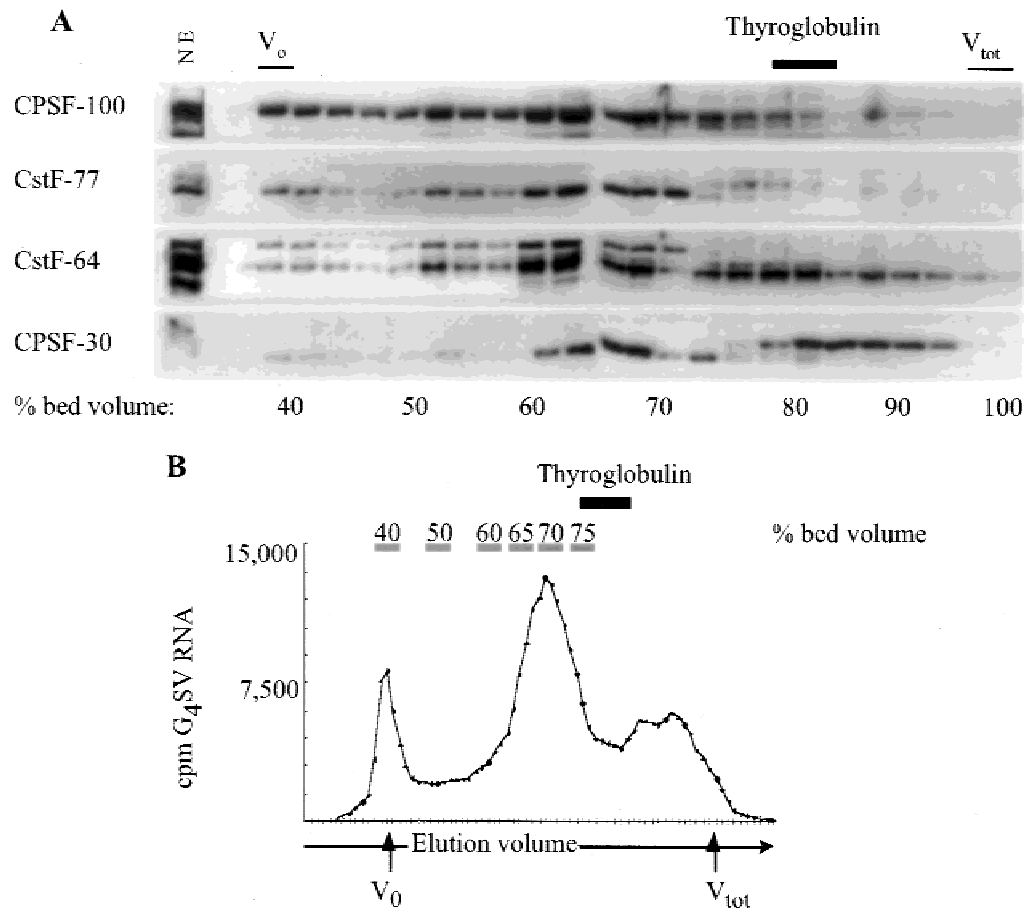 A
NE
Vo
Thyroglobulin
Vtot
CPSF-100
CstF-77
CstF-64
CPSF-30
% bed volume: 40 50 60 70 80 90 100
B
Thyroglobulin
40 50 60 65 70 75 % bed volume
15,000
7,500
cpm G4SV RNA
Elution volume
V0
Vtot